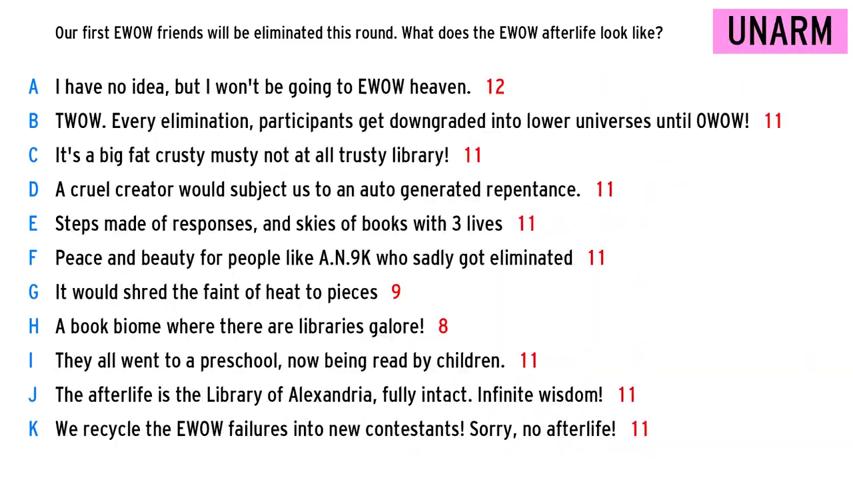 Our first EWOW friends will be eliminated this round. What does the EWOW afterlife look like? UNARM
A I have no idea, but I won't be going to EWOW heaven. 12
B TWOW. Every elimination, participants get downgraded into lower universes until OWOW! 11
C It's a big fat crusty musty not at all trusty library! 11
D A cruel creator would subject us to an auto generated repentance. 11
E Steps made of responses, and skies of books with 3 lives 11
F Peace and beauty for people like A.N.9K who sadly got eliminated 11
G It would shred the faint of heat to pieces 9
H A book biome where there are libraries galore! 8
I They all went to a preschool, now being read by children. 11
J The afterlife is the Library of Alexandria, fully intact. Infinite wisdom! 11
K We recycle the EWOW failures into new contestants! Sorry, no afterlife! 11